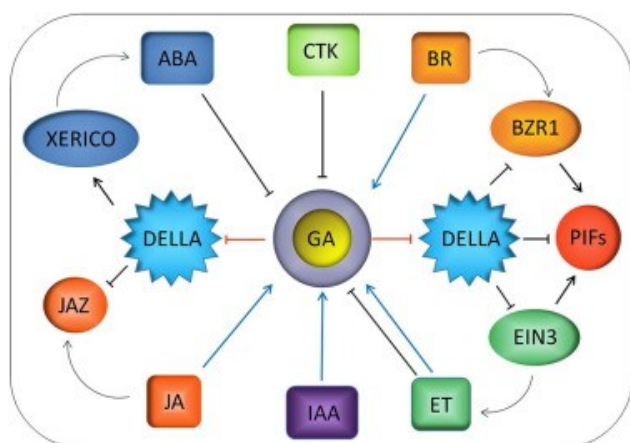 ABA
CTK
BR
XERICO
BZR1
DELLA
GA
DELLA
PIFs
JAZ
EIN3
JA
IAA
ET